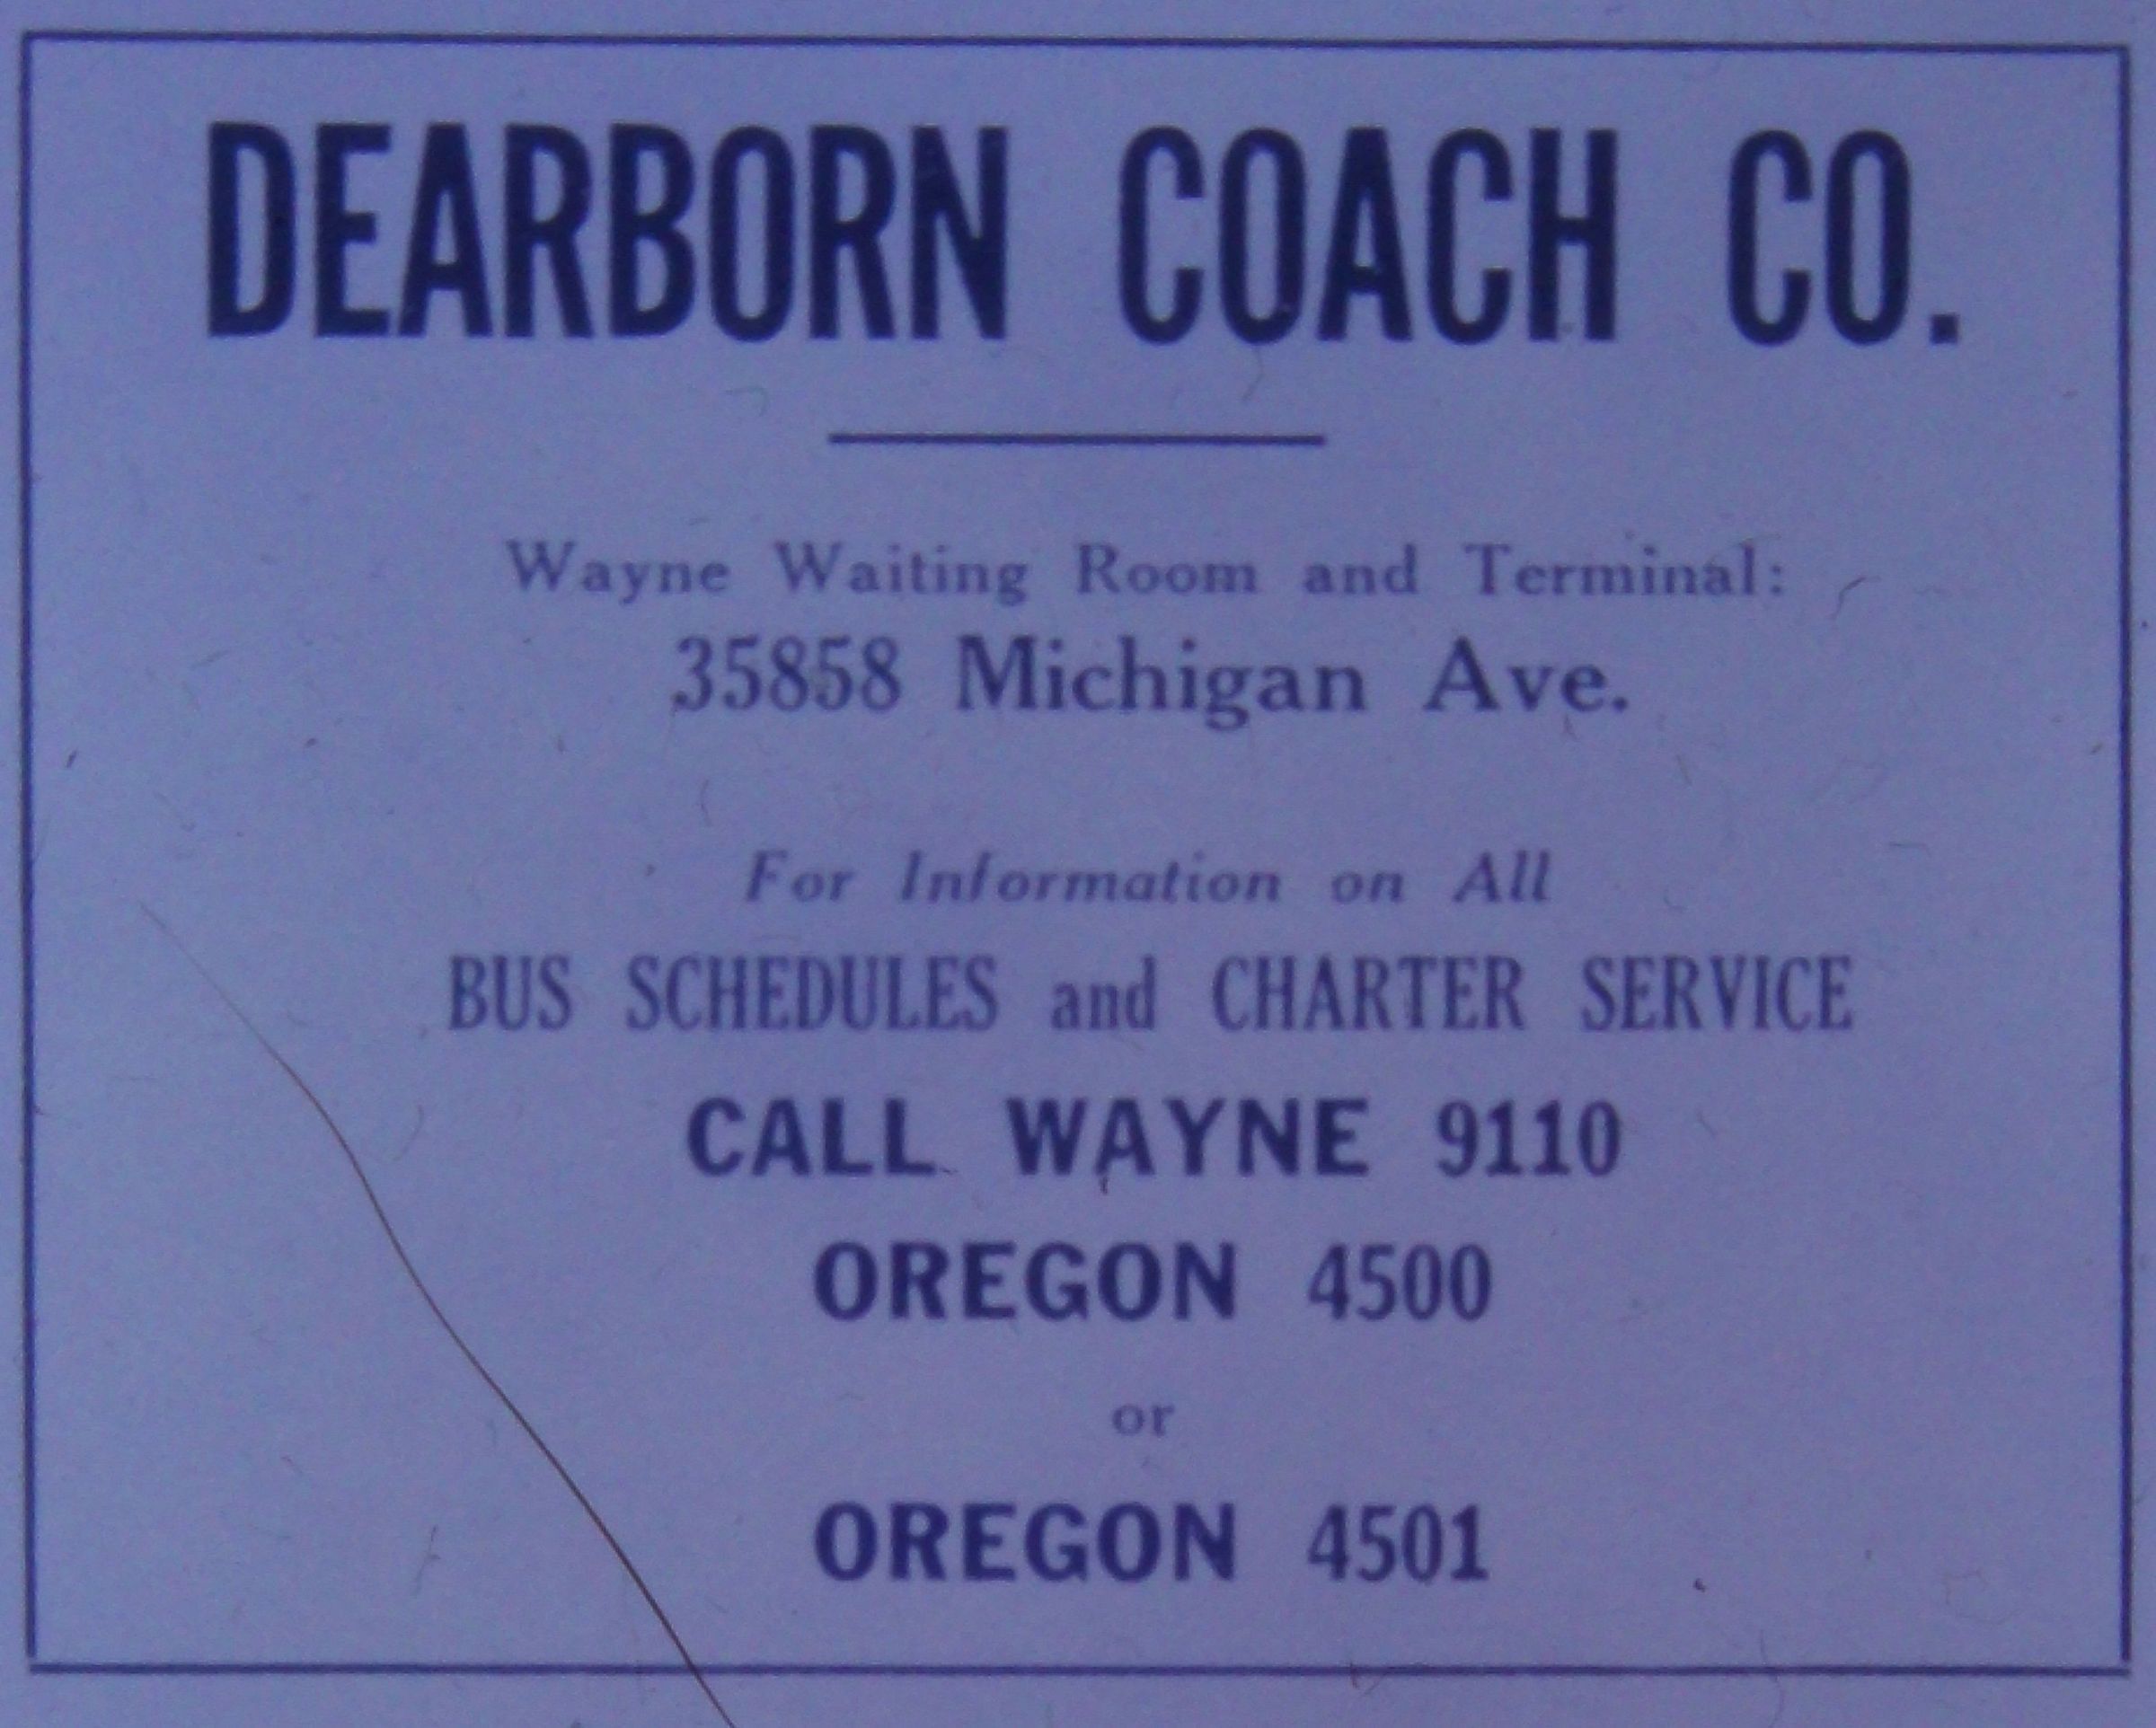 DEARBORN COACH CO.
Wayne Waiting Room and Terminal:
35858 Michigan Ave.
For Information on All
BUS SCHEDULES and CHARTER SERVICE
CALL WAYNE 9110
OREGON 4500
or
OREGON 4501